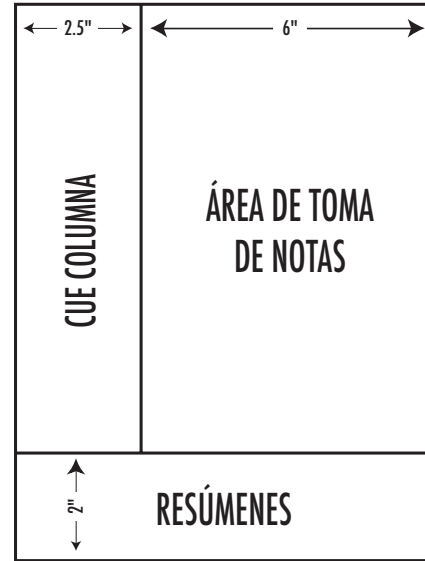 2.5"
6"
CUE COLUMNA
ÁREA DE TOMA
DE NOTAS
2"
RESÚMENES